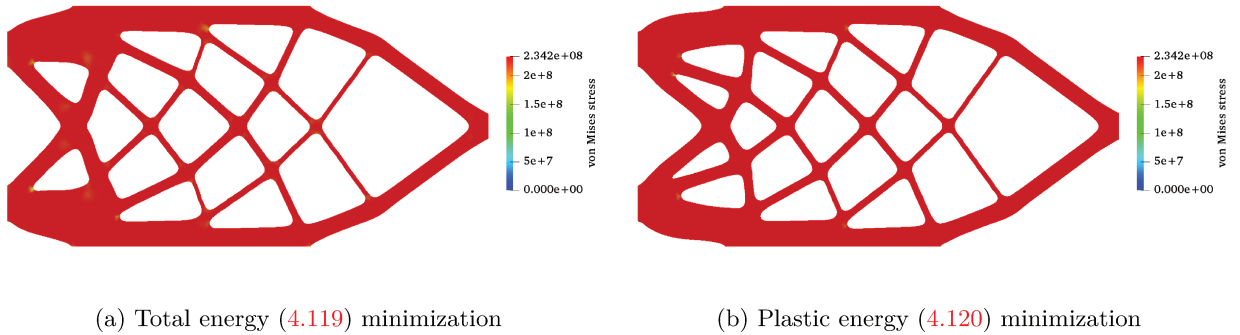 2.342e+08
2e+8
1.5e+8
1e+8
5e+7
0.000e+00
von Mises stress
2.342e+08
2e+8
1.5e+8
1e+8
5e+7
0.000e+00
von Mises stress
(a) Total energy (4.119) minimization
(b) Plastic energy (4.120) minimization